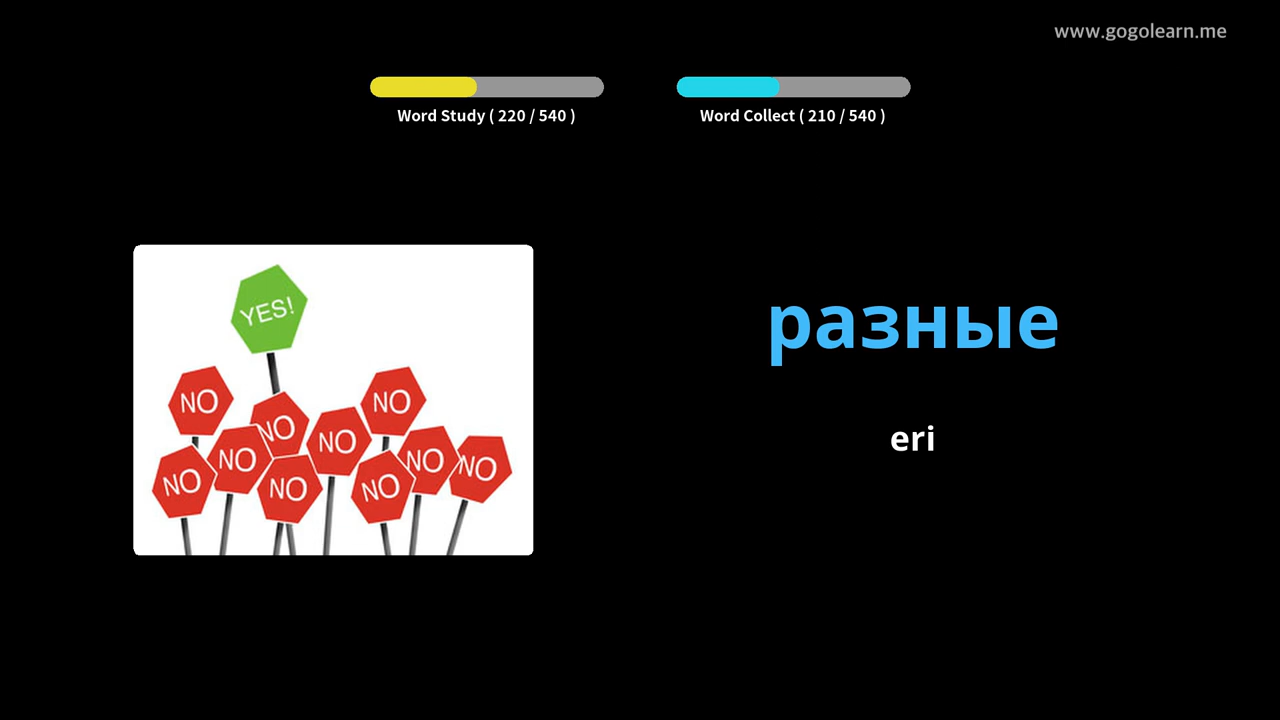 www.gogolearn.me
Word Study ( 220 / 540 )
Word Collect ( 210 / 540 )
YES!
NO
NO
NO
NO
NO
NO
NO
NO
NO
NO
разные
eri